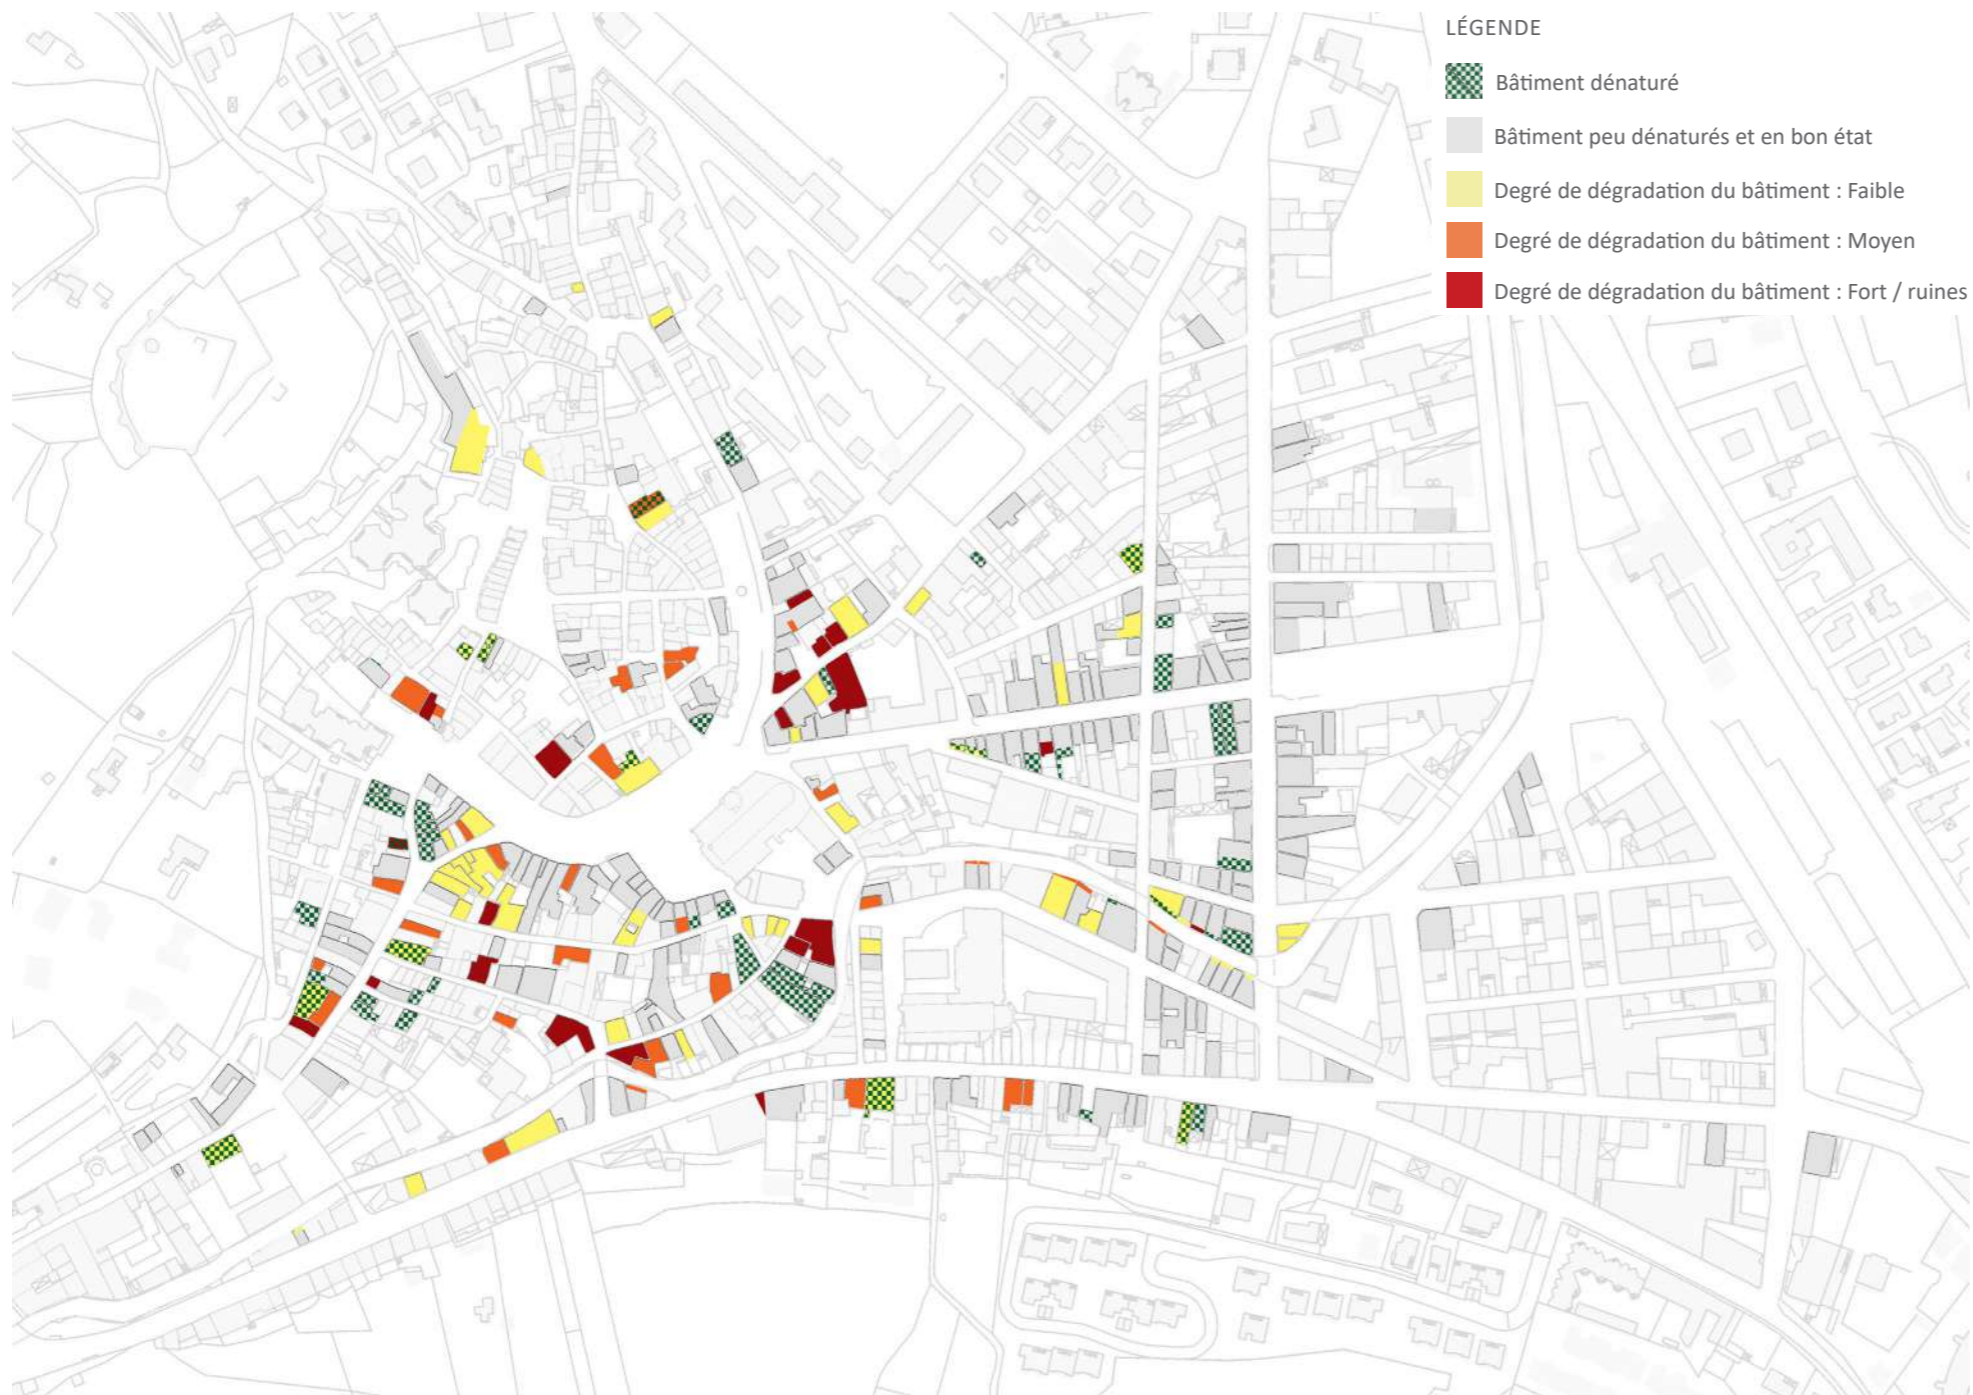 LÉGENDE
Bâtiment dénaturé
Bâtiment peu dénaturés et en bon état
Degré de dégradation du bâtiment : Faible
Degré de dégradation du bâtiment : Moyen
Degré de dégradation du bâtiment : Fort / ruines